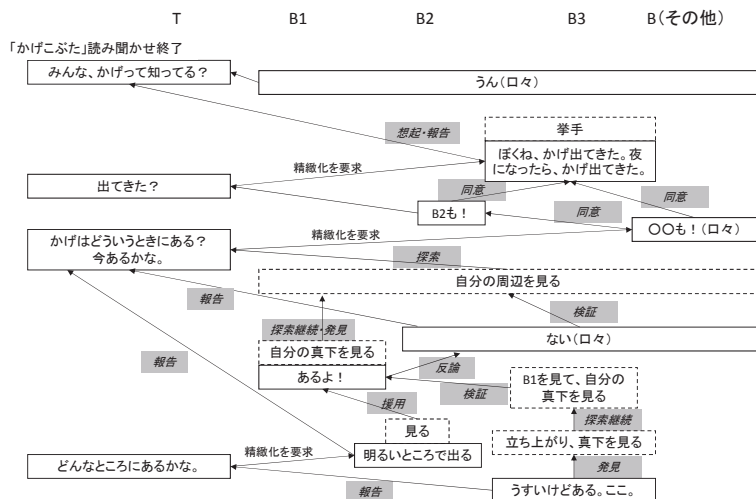 T B1 B2 B3 B(その他)
「かげこぶた」読み聞かせ終了
みんな、かげって知ってる?
うん(口々)
想起・報告
挙手
ぼくね、かげ出てきた。夜
になったら、かげ出てきた。
精緻化を要求
出てきた?
同意
同意
同意
B2も!
〇〇も!(口々)
精緻化を要求
かげはどういうときにある?
今あるかな。
探索
自分の周辺を見る
報告
検証
探索継続・発見
ない(口々)
自分の真下を見る
あるよ!
反論
報告
検証
B1を見て、自分の
真下を見る
援用
探索継続
見る
立ち上がり、真下を見る
精緻化を要求
明るいところで出る
どんなところにあるかな。
発見
うすいけどある。ここ。
報告